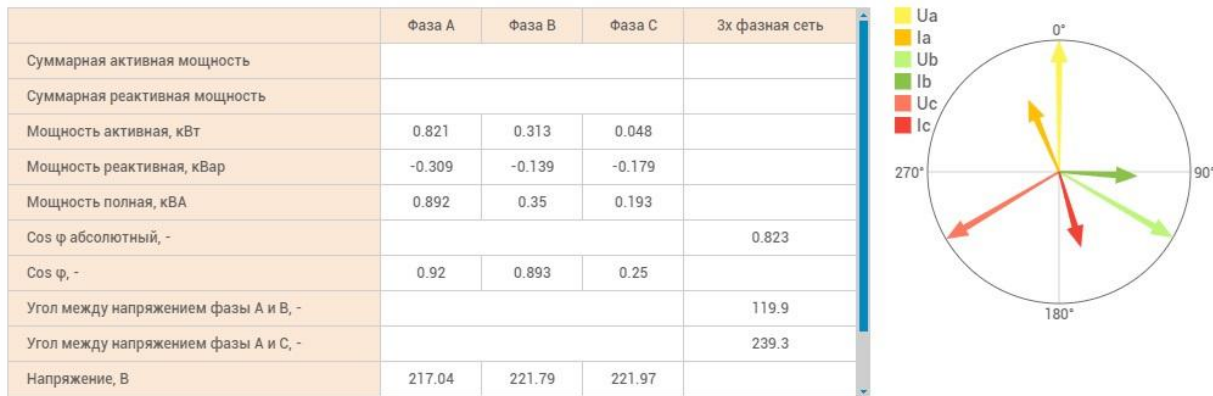 Фаза A Фаза B Фаза C 3х фазная сеть
Суммарная активная мощность
Суммарная реактивная мощность
Мощность активная, кВт 0.821 0.313 0.048
Мощность реактивная, кВар -0.309 -0.139 -0.179
Мощность полная, кВА 0.892 0.35 0.193
Cos φ абсолютный, - 0.823
Cos φ, - 0.92 0.893 0.25
Угол между напряжением фазы A и B, - 119.9
Угол между напряжением фазы A и C, - 239.3
Напряжение, В 217.04 221.79 221.97
Ua
Ia
Ub
Ib
Uc
Ic
0°
270°
90°
180°